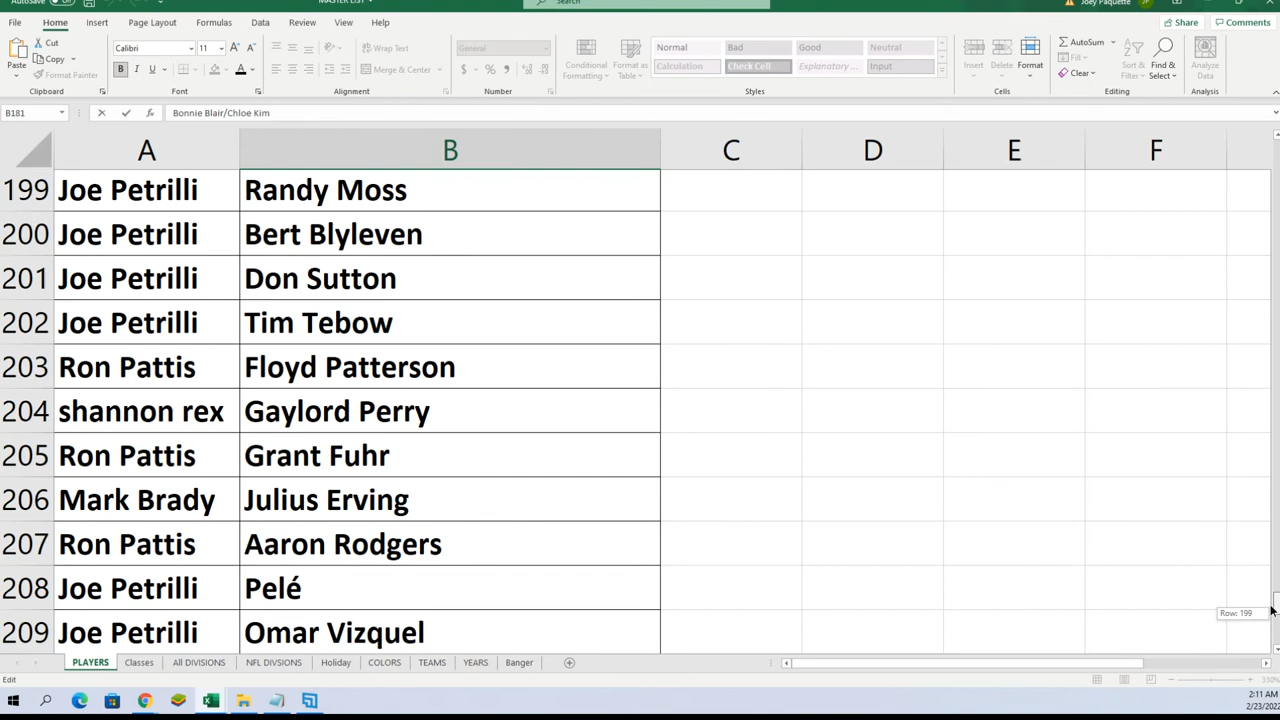 AutoSave
MASTER LIST
Search
Joey Paquette
JP
File Home Insert Page Layout Formulas Data Review View Help
Share Comments
Paste
Cut
Copy
Format Painter
Calibri 11
B I U
Wrap Text
Merge & Center
General
Conditional Formatting
Format as Table
Normal Bad Good Neutral
Calculation Check Cell Explanatory ... Input
Insert Delete Format
AutoSum
Fill
Clear
Sort & Filter
Find & Select
Analyze Data
Clipboard Font Alignment Number Styles Cells Editing Analysis
B181 fx Bonnie Blair/Chloe Kim
A B C D E F
199 Joe Petrilli Randy Moss
200 Joe Petrilli Bert Blyleven
201 Joe Petrilli Don Sutton
202 Joe Petrilli Tim Tebow
203 Ron Pattis Floyd Patterson
204 shannon rex Gaylord Perry
205 Ron Pattis Grant Fuhr
206 Mark Brady Julius Erving
207 Ron Pattis Aaron Rodgers
208 Joe Petrilli Pelé
209 Joe Petrilli Omar Vizquel
Row: 199
PLAYERS Classes All DIVISIONS NFL DIVSIONS Holiday COLORS TEAMS YEARS Banger
Edit
330%
2:11 AM
2/23/202